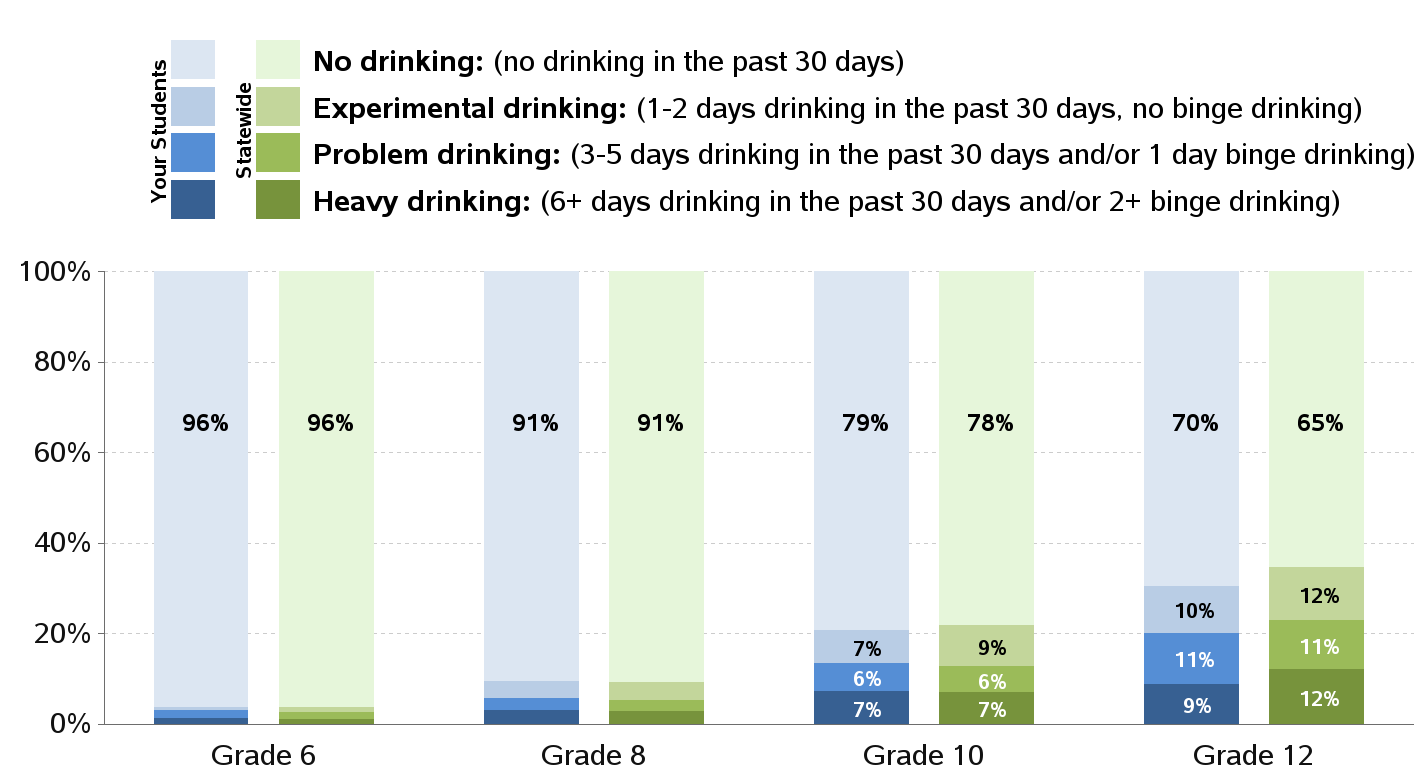 Your Students
Statewide
No drinking: (no drinking in the past 30 days)
Experimental drinking: (1-2 days drinking in the past 30 days, no binge drinking)
Problem drinking: (3-5 days drinking in the past 30 days and/or 1 day binge drinking)
Heavy drinking: (6+ days drinking in the past 30 days and/or 2+ binge drinking)
100%
80%
60%
40%
20%
0%
96% 96% 91% 91% 79% 78% 70% 65%
7% 9% 10% 12%
6% 6% 11% 11%
7% 7% 9% 12%
Grade 6 Grade 8 Grade 10 Grade 12